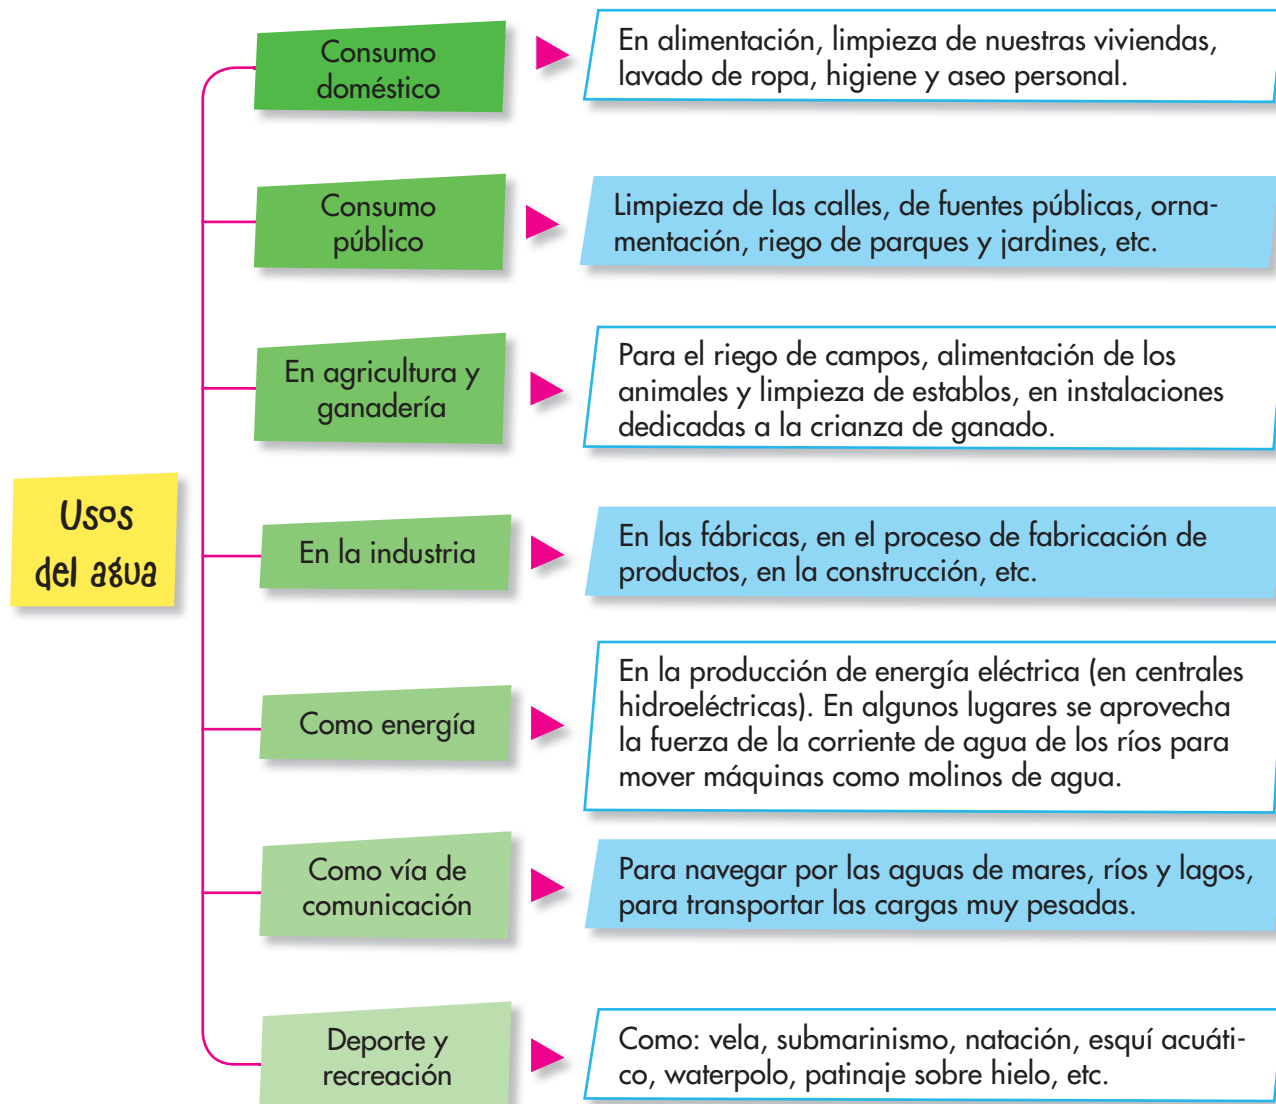 Consumo
doméstico
En alimentación, limpieza de nuestras viviendas,
lavado de ropa, higiene y aseo personal.
Consumo
público
Limpieza de las calles, de fuentes públicas, orna-
mentación, riego de parques y jardines, etc.
En agricultura y
ganadería
Para el riego de campos, alimentación de los
animales y limpieza de establos, en instalaciones
dedicadas a la crianza de ganado.
Usos
del agua
En la industria
En las fábricas, en el proceso de fabricación de
productos, en la construcción, etc.
Como energía
En la producción de energía eléctrica (en centrales
hidroeléctricas). En algunos lugares se aprovecha
la fuerza de la corriente de agua de los ríos para
mover máquinas como molinos de agua.
Como vía de
comunicación
Para navegar por las aguas de mares, ríos y lagos,
para transportar las cargas muy pesadas.
Deporte y
recreación
Como: vela, submarinismo, natación, esquí acuáti-
co, waterpolo, patinaje sobre hielo, etc.